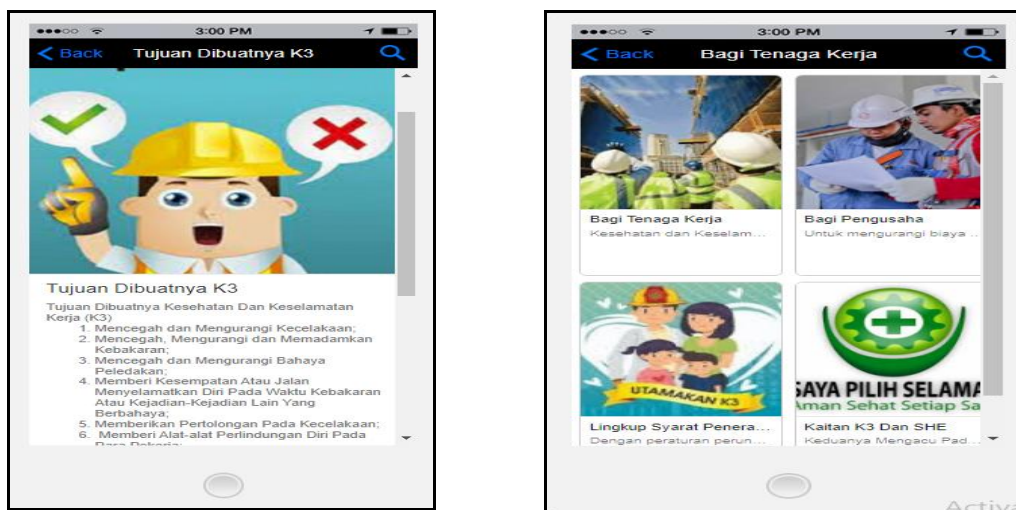 3:00 PM
Back Tujuan Dibuatnya K3
Tujuan Dibuatnya K3
Tujuan Dibuatnya Kesehatan Dan Keselamatan
Kerja (K3)
1. Mencegah dan Mengurangi Kecelakaan;
2. Mencegah, Mengurangi dan Memadamkan
Kebakaran;
3. Mencegah dan Mengurangi Bahaya
Peledakan;
4. Memberi Kesempatan Atau Jalan
Menyelamatkan Diri Pada Waktu Kebakaran
Atau Kejadian-Kejadian Lain Yang
Berbahaya;
5. Memberikan Pertolongan Pada Kecelakaan;
6. Memberi Alat-alat Perlindungan Diri Pada
Para Pekerja;
3:00 PM
Back Bagi Tenaga Kerja
Bagi Tenaga Kerja
Kesehatan dan Keselam...
Bagi Pengusaha
Untuk mengurangi biaya ..
UTAMAKAN K3
Lingkup Syarat Penera...
Dengan peraturan perun...
SAYA PILIH SELAMA
Aman Sehat Setiap Sa
Kaitan K3 Dan SHE
Keduanya Mengacu Pad...
Activa